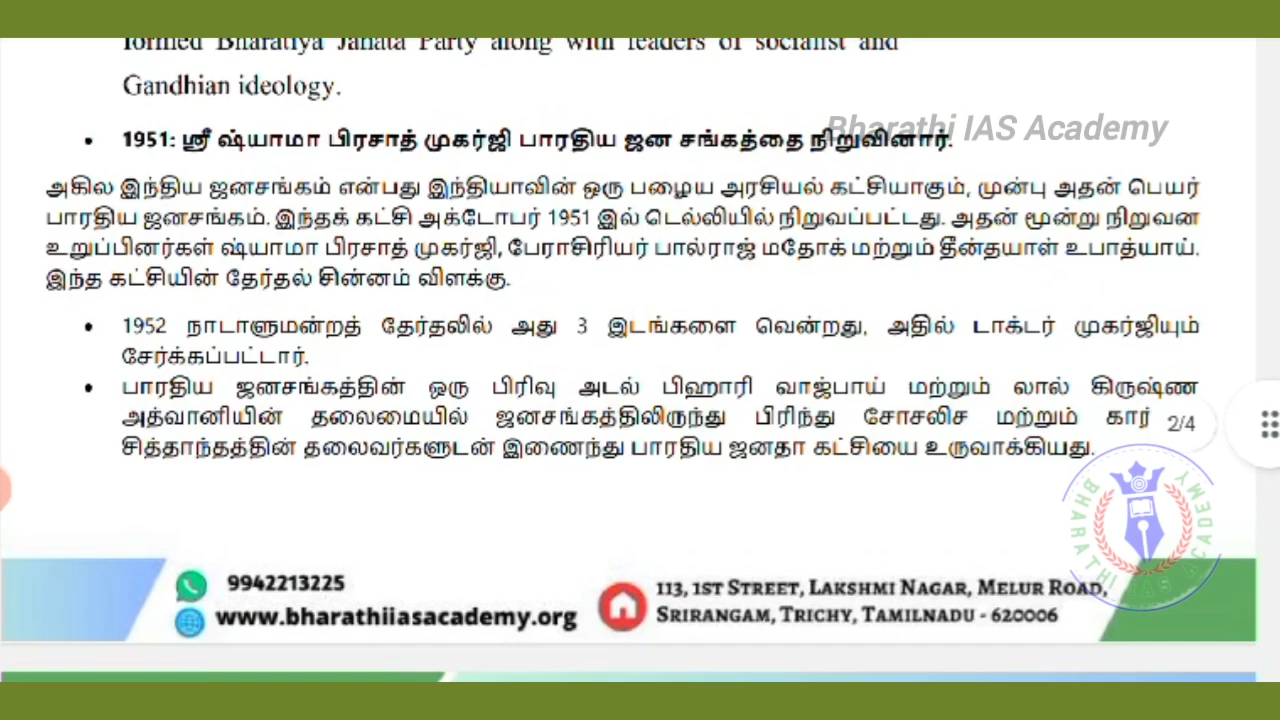 formed Bharatiya Janata Party along with leaders of socialist and
Gandhian ideology.
Bharathi IAS Academy
• 1951: ஸ்ரீ ஷ்யாமா பிரசாத் முகர்ஜி பாரதிய ஜன சங்கத்தை நிறுவினார்.
அகில இந்திய ஜனசங்கம் என்பது இந்தியாவின் ஒரு பழைய அரசியல் கட்சியாகும், முன்பு அதன் பெயர்
பாரதிய ஜனசங்கம். இந்தக் கட்சி அக்டோபர் 1951 இல் டெல்லியில் நிறுவப்பட்டது. அதன் மூன்று நிறுவன
உறுப்பினர்கள் ஷ்யாமா பிரசாத் முகர்ஜி, பேராசிரியர் பால்ராஜ் மதோக் மற்றும் தீன்தயாள் உபாத்யாய்.
இந்த கட்சியின் தேர்தல் சின்னம் விளக்கு.
• 1952 நாடாளுமன்றத் தேர்தலில் அது 3 இடங்களை வென்றது, அதில் டாக்டர் முகர்ஜியும்
சேர்க்கப்பட்டார்.
• பாரதிய ஜனசங்கத்தின் ஒரு பிரிவு அடல் பிஹாரி வாஜ்பாய் மற்றும் லால் கிருஷ்ண
அத்வானியின் தலைமையில் ஜனசங்கத்திலிருந்து பிரிந்து சோசலிச மற்றும் கார்
2/4
சித்தாந்தத்தின் தலைவர்களுடன் இணைந்து பாரதிய ஜனதா கட்சியை உருவாக்கியது.
BHARATHI IAS ACADEMY
9942213225
www.bharathiiasacademy.org
113, 1ST STREET, LAKSHMI NAGAR, MELUR ROAD,
SRIRANGAM, TRICHY, TAMILNADU - 620006